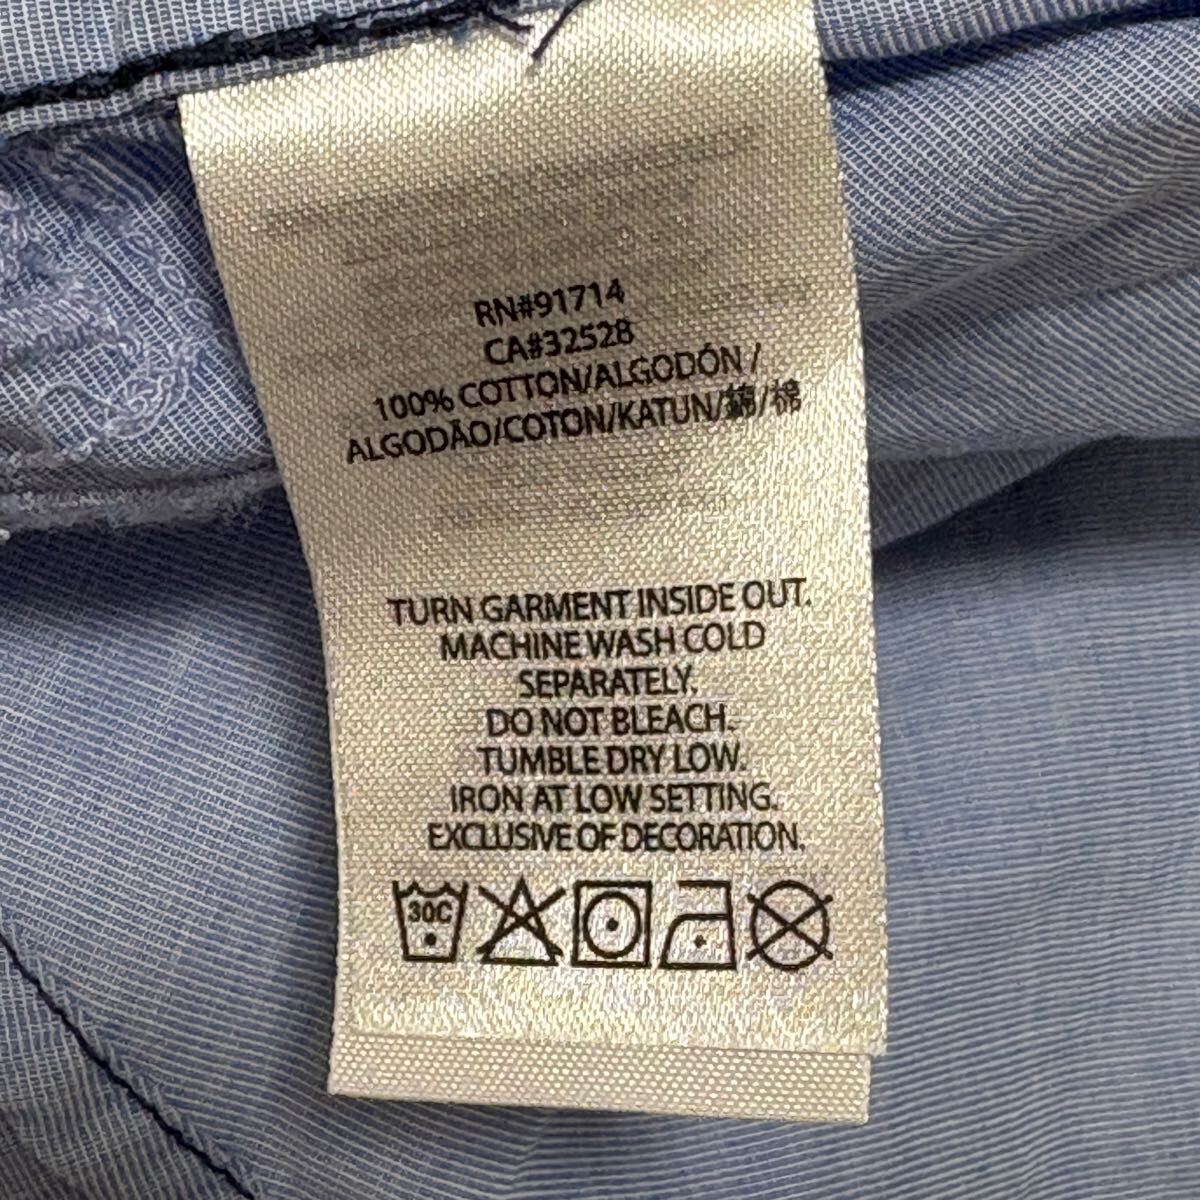 RN#91714
CA#32528
100% COTTON/ALGODÓN/
ALGODÃO/COTON/KATUN/綿/棉
TURN GARMENT INSIDE OUT.
MACHINE WASH COLD
SEPARATELY.
DO NOT BLEACH.
TUMBLE DRY LOW.
IRON AT LOW SETTING.
EXCLUSIVE OF DECORATION.
30C